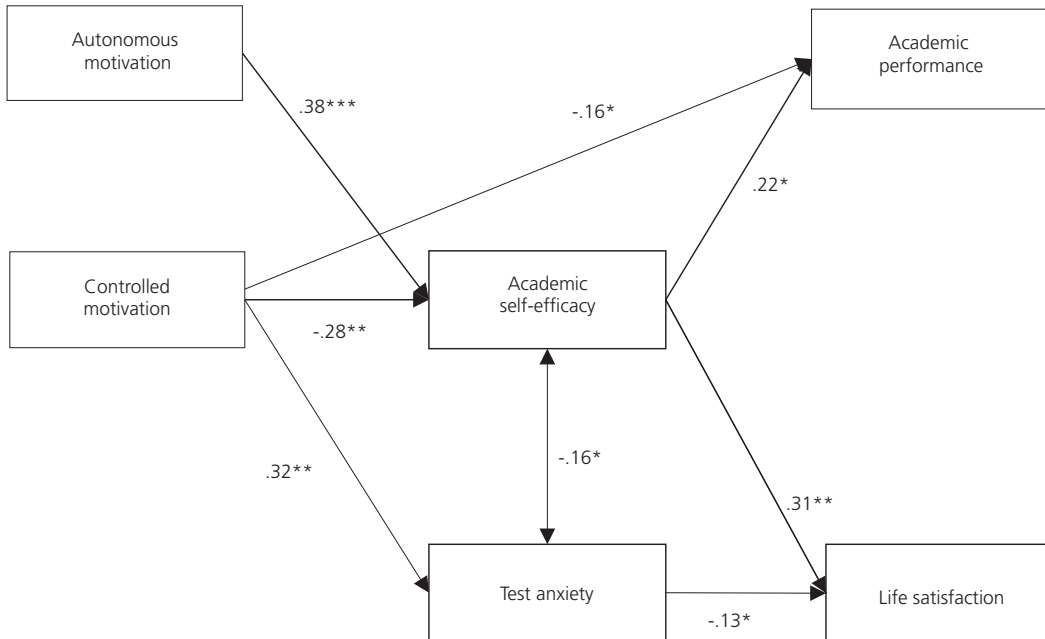 Autonomous
motivation
Academic
performance
.38***
-.16*
.22*
Controlled
motivation
Academic
self-efficacy
-.28**
.32**
-.16*
.31**
Test anxiety
-.13*
Life satisfaction